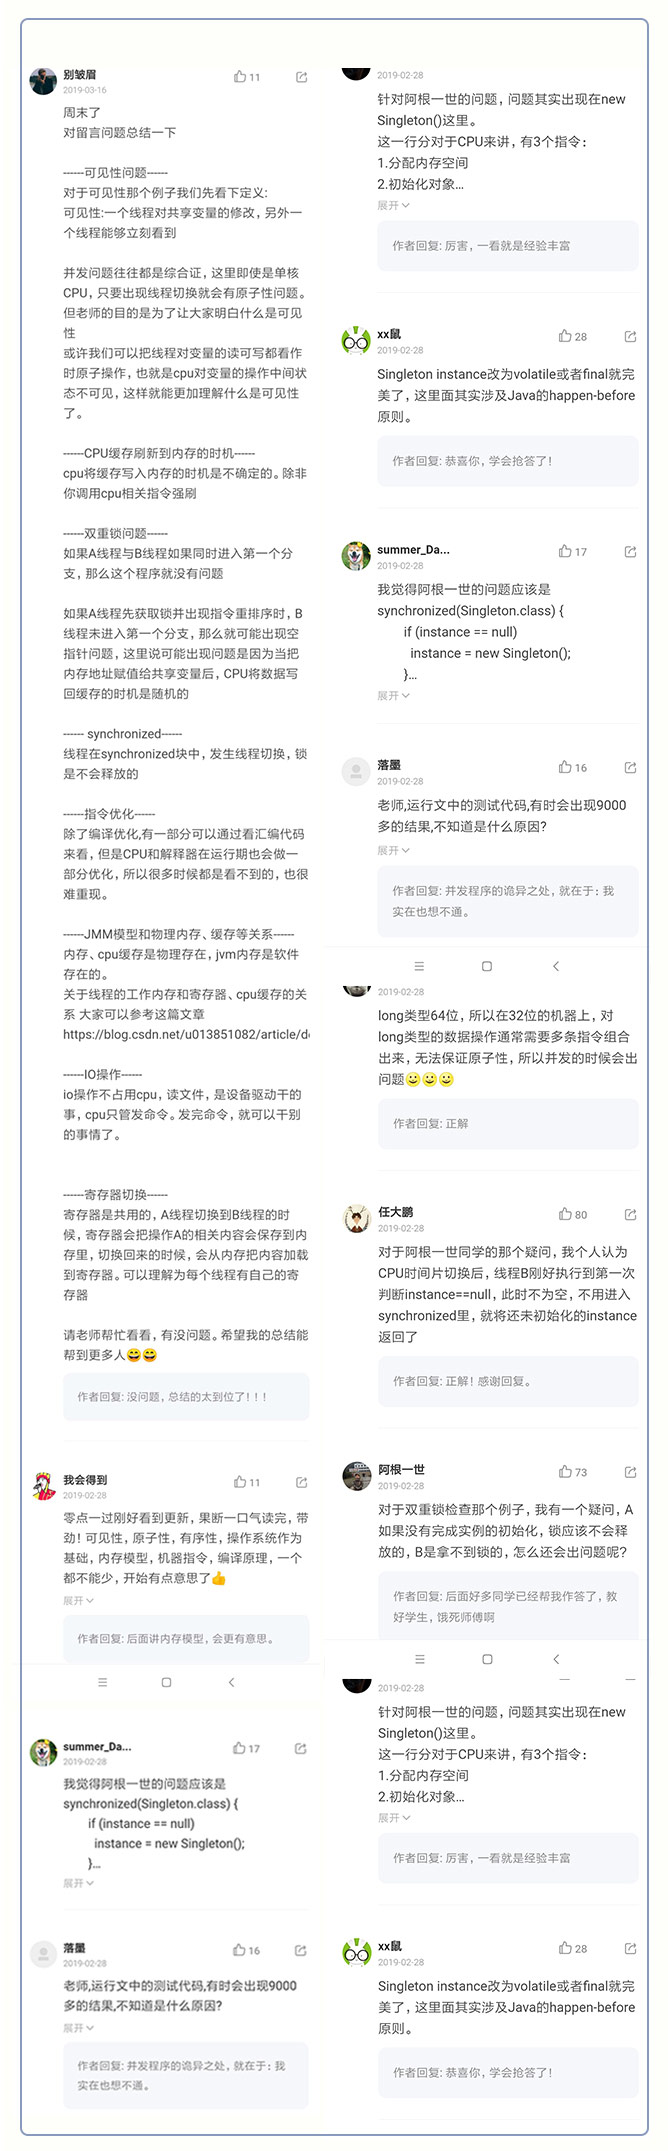 别皱眉
11
2019-03-16
周末了
对留言问题总结一下
------可见性问题------
对于可见性那个例子我们先看下定义:
可见性:一个线程对共享变量的修改，另外一
个线程能够立刻看到
并发问题往往都是综合证，这里即使是单核
CPU，只要出现线程切换就会有原子性问题。
但老师的目的是为了让大家明白什么是可见
性
或许我们可以把线程对变量的读可写都看作
时原子操作，也就是cpu对变量的操作中间状
态不可见，这样就能更加理解什么是可见性
了。
------CPU缓存刷新到内存的时机------
cpu将缓存写入内存的时机是不确定的。除非
你调用cpu相关指令强刷
------双重锁问题------
如果A线程与B线程如果同时进入第一个分
支，那么这个程序就没有问题
如果A线程先获取锁并出现指令重排序时，B
线程未进入第一个分支，那么就可能出现空
指针问题，这里说可能出现问题是因为当把
内存地址赋值给共享变量后，CPU将数据写
回缓存的时机是随机的
------ synchronized------
线程在synchronized块中，发生线程切换，锁
是不会释放的
------指令优化------
除了编译优化,有一部分可以通过看汇编代码
来看，但是CPU和解释器在运行期也会做一
部分优化，所以很多时候都是看不到的，也很
难重现。
------JMM模型和物理内存、缓存等关系------
内存、cpu缓存是物理存在，jvm内存是软件
存在的。
关于线程的工作内存和寄存器、cpu缓存的关
系 大家可以参考这篇文章
https://blog.csdn.net/u013851082/article/de
------IO操作------
io操作不占用cpu，读文件，是设备驱动干的
事，cpu只管发命令。发完命令，就可以干别
的事情了。
------寄存器切换------
寄存器是共用的，A线程切换到B线程的时
候，寄存器会把操作A的相关内容会保存到内
存里，切换回来的时候，会从内存把内容加载
到寄存器。可以理解为每个线程有自己的寄
存器
请老师帮忙看看，有没问题。希望我的总结能
帮到更多人😄😄
作者回复: 没问题，总结的太到位了！！！
我会得到
11
2019-02-28
零点一过刚好看到更新，果断一口气读完，带
劲！可见性，原子性，有序性，操作系统作为
基础，内存模型，机器指令，编译原理，一个
都不能少，开始有点意思了👍
展开
作者回复: 后面讲内存模型，会更有意思。
summer_Da...
17
2019-02-28
我觉得阿根一世的问题应该是
synchronized(Singleton.class) {
if (instance == null)
instance = new Singleton();
}...
展开
落墨
16
2019-02-28
老师,运行文中的测试代码,有时会出现9000
多的结果,不知道是什么原因?
展开
作者回复: 并发程序的诡异之处，就在于: 我
实在也想不通。
2019-02-28
针对阿根一世的问题，问题其实出现在new
Singleton()这里。
这一行分对于CPU来讲，有3个指令：
1.分配内存空间
2.初始化对象...
展开
作者回复: 厉害，一看就是经验丰富
xx鼠
28
2019-02-28
Singleton instance改为volatile或者final就完
美了，这里面其实涉及Java的happen-before
原则。
作者回复: 恭喜你，学会抢答了！
summer_Da...
17
2019-02-28
我觉得阿根一世的问题应该是
synchronized(Singleton.class) {
if (instance == null)
instance = new Singleton();
}...
展开
落墨
16
2019-02-28
老师,运行文中的测试代码,有时会出现9000
多的结果,不知道是什么原因?
展开
作者回复: 并发程序的诡异之处，就在于: 我
实在也想不通。
2019-02-28
long类型64位，所以在32位的机器上，对
long类型的数据操作通常需要多条指令组合
出来，无法保证原子性，所以并发的时候会出
问题🙂🙂🙂
作者回复: 正解
任大鹏
80
2019-02-28
对于阿根一世同学的那个疑问，我个人认为
CPU时间片切换后，线程B刚好执行到第一次
判断instance==null，此时不为空，不用进入
synchronized里，就将还未初始化的instance
返回了
作者回复: 正解！感谢回复。
阿根一世
73
2019-02-28
对于双重锁检查那个例子，我有一个疑问，A
如果没有完成实例的初始化，锁应该不会释
放的，B是拿不到锁的，怎么还会出问题呢?
作者回复: 后面好多同学已经帮我作答了，教
好学生，饿死师傅啊
2019-02-28
针对阿根一世的问题，问题其实出现在new
Singleton()这里。
这一行分对于CPU来讲，有3个指令：
1.分配内存空间
2.初始化对象...
展开
作者回复: 厉害，一看就是经验丰富
xx鼠
28
2019-02-28
Singleton instance改为volatile或者final就完
美了，这里面其实涉及Java的happen-before
原则。
作者回复: 恭喜你，学会抢答了！